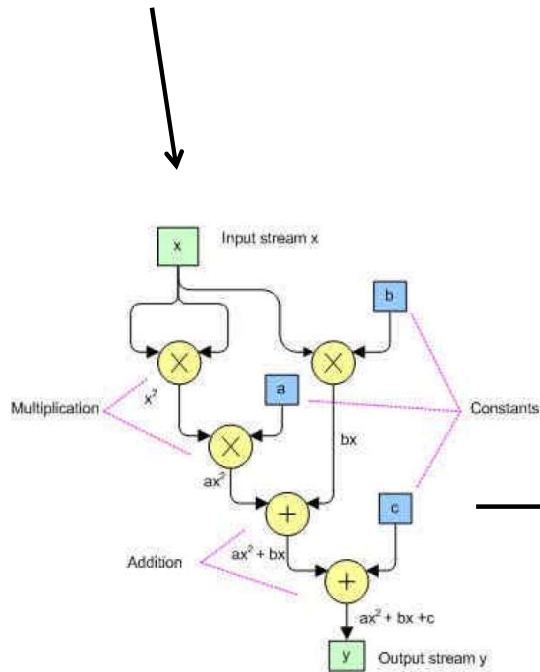 x
Input stream x
b
×
×
a
x²
Multiplication
Constants
×
bx
ax²
+
c
Addition
ax² + bx
+
ax² + bx +c
y
Output stream y